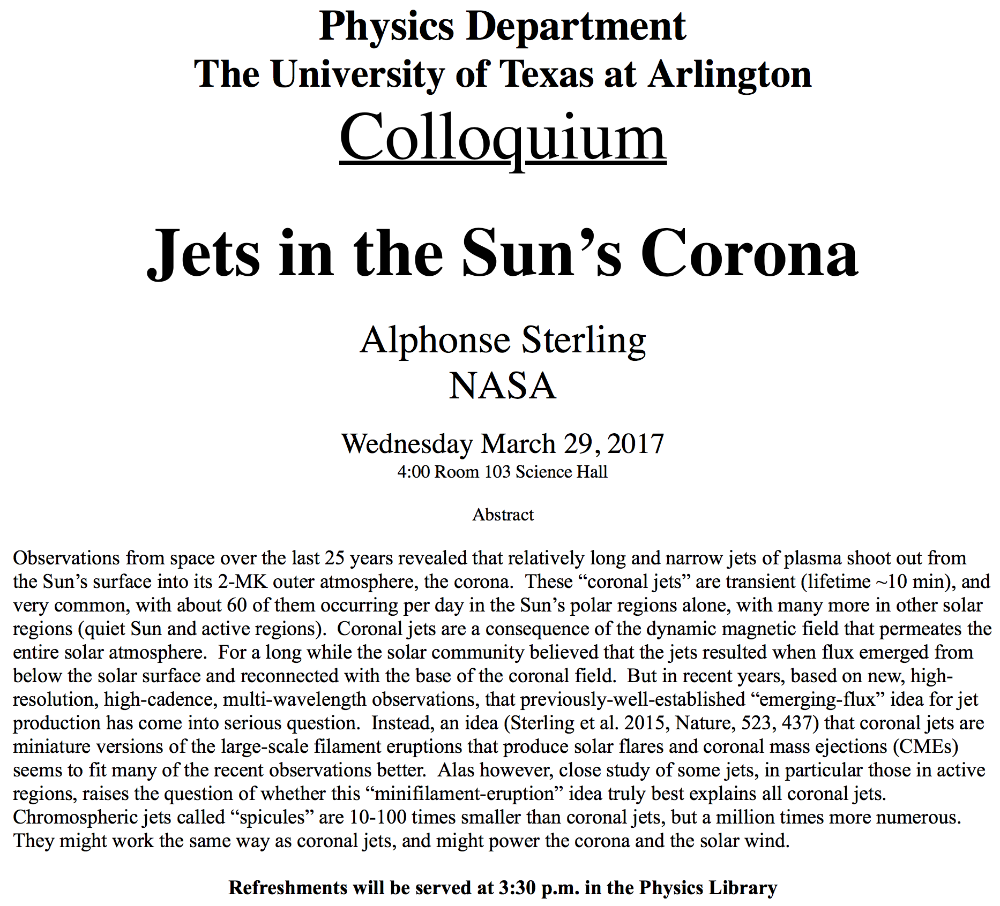 Physics Department
The University of Texas at Arlington
Colloquium
Jets in the Sun’s Corona
Alphonse Sterling
NASA
Wednesday March 29, 2017
4:00 Room 103 Science Hall
Abstract
Observations from space over the last 25 years revealed that relatively long and narrow jets of plasma shoot out from
the Sun’s surface into its 2-MK outer atmosphere, the corona.  These “coronal jets” are transient (lifetime ~10 min), and
very common, with about 60 of them occurring per day in the Sun’s polar regions alone, with many more in other solar
regions (quiet Sun and active regions).  Coronal jets are a consequence of the dynamic magnetic field that permeates the
entire solar atmosphere.  For a long while the solar community believed that the jets resulted when flux emerged from
below the solar surface and reconnected with the base of the coronal field.  But in recent years, based on new, high-
resolution, high-cadence, multi-wavelength observations, that previously-well-established “emerging-flux” idea for jet
production has come into serious question.  Instead, an idea (Sterling et al. 2015, Nature, 523, 437) that coronal jets are
miniature versions of the large-scale filament eruptions that produce solar flares and coronal mass ejections (CMEs)
seems to fit many of the recent observations better.  Alas however, close study of some jets, in particular those in active
regions, raises the question of whether this “minifilament-eruption” idea truly best explains all coronal jets.
Chromospheric jets called “spicules” are 10-100 times smaller than coronal jets, but a million times more numerous.
They might work the same way as coronal jets, and might power the corona and the solar wind.
Refreshments will be served at 3:30 p.m. in the Physics Library